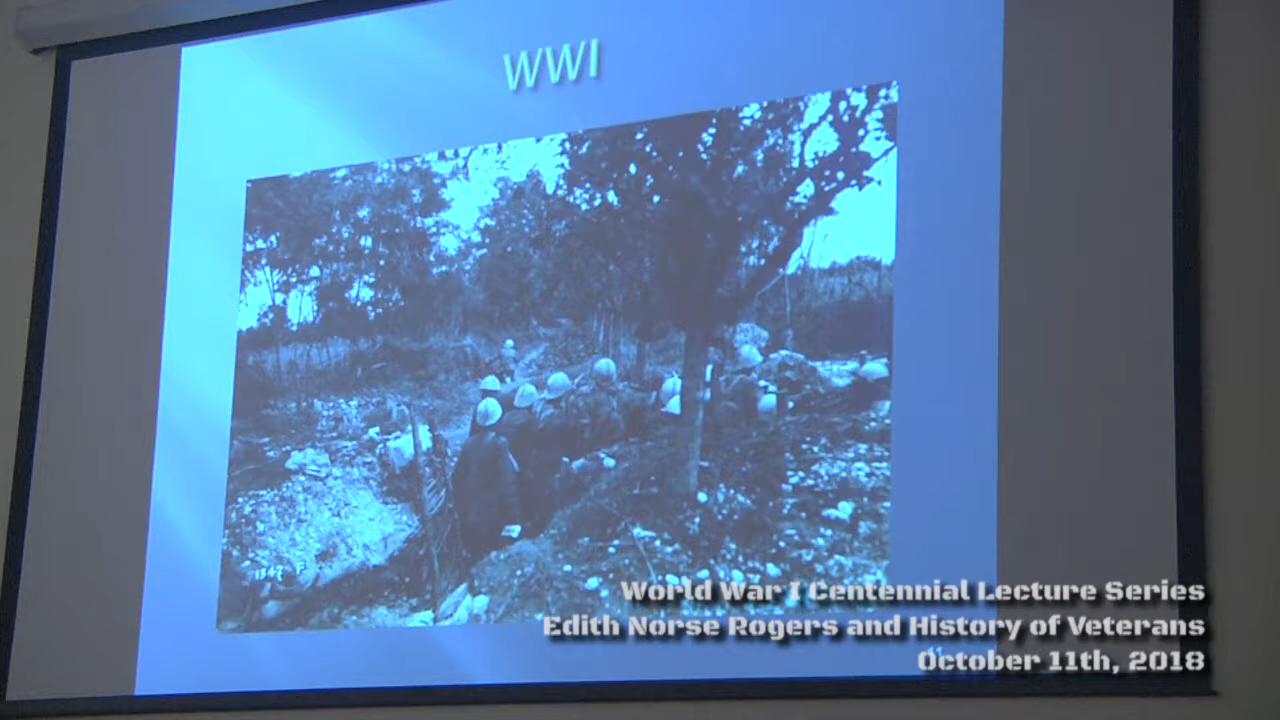 WWI
World War I Centennial Lecture Series
Edith Norse Rogers and History of Veterans
October 11th, 2018